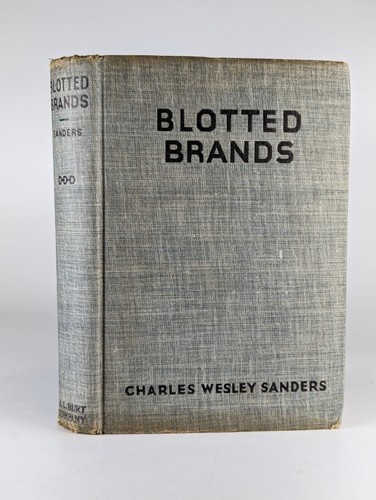 BLOTTED
BRANDS
SANDERS
D-D-D
A. L. BURT
COMPANY
BLOTTED
BRANDS
CHARLES WESLEY SANDERS